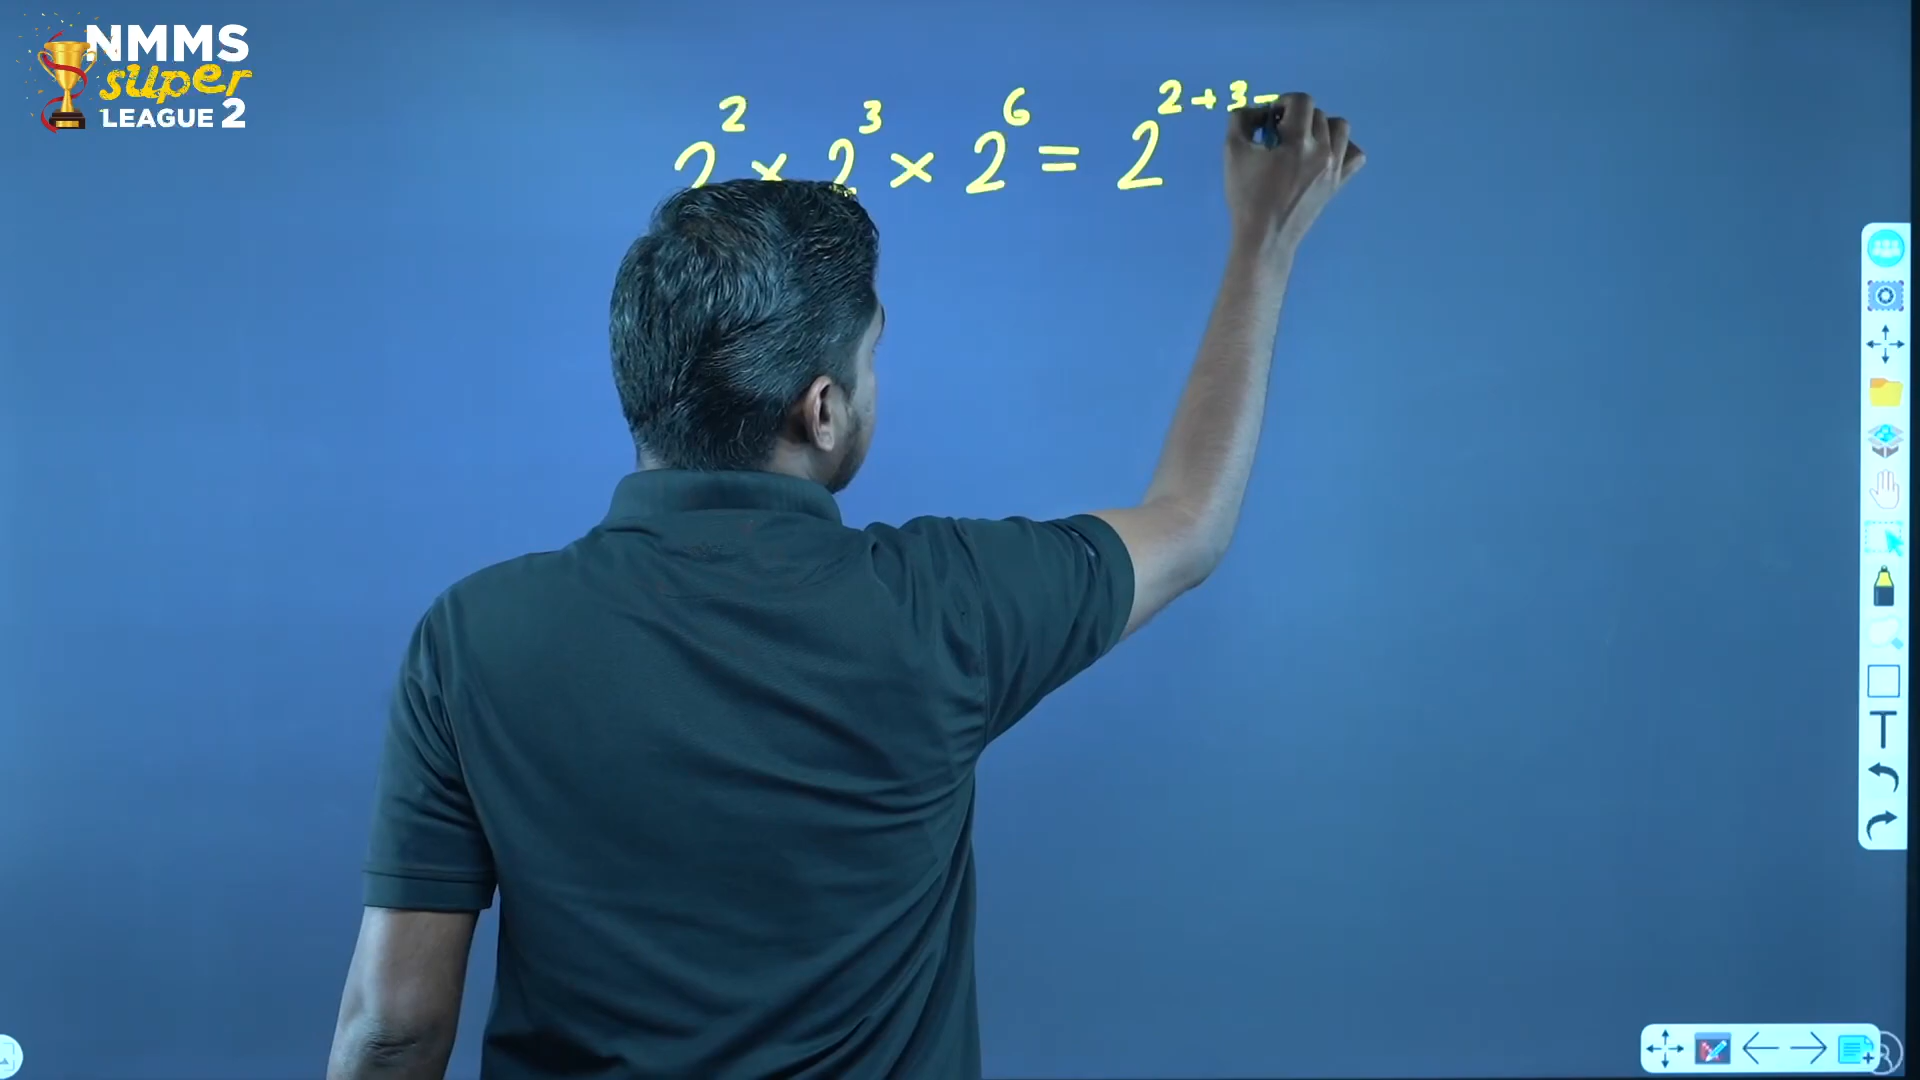 NMMS
super
LEAGUE 2
2² × 2³ × 2⁶ = 2²⁺³
T